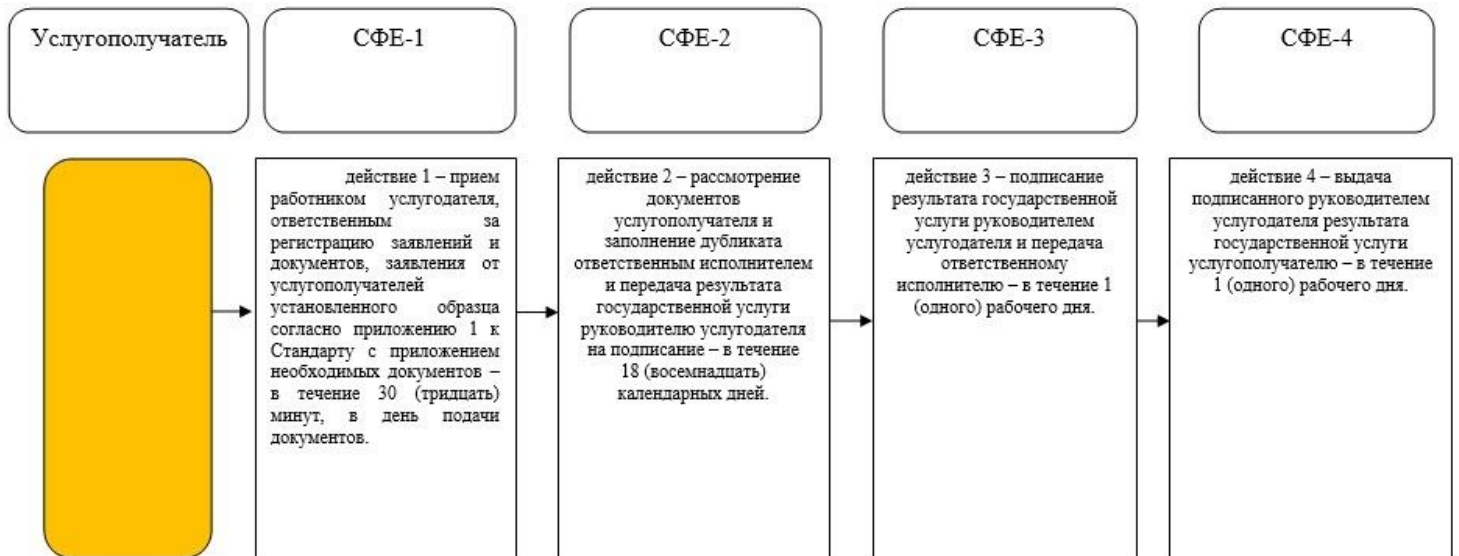 Услугополучатель
СФЕ-1
СФЕ-2
СФЕ-3
СФЕ-4
действие 1 – прием
работником услугодателя,
ответственным за
регистрацию заявлений и
документов, заявления от
услугополучателей
установленного образца
согласно приложению 1 к
Стандарту с приложением
необходимых документов –
в течение 30 (тридцать)
минут, в день подачи
документов.
действие 2 – рассмотрение
документов
услугополучателя и
заполнение дубликата
ответственным исполнителем
и передача результата
государственной услуги
руководителю услугодателя
на подписание – в течение
18 (восемнадцать)
календарных дней.
действие 3 – подписание
результата государственной
услуги руководителем
услугодателя и передача
ответственному
исполнителю – в течение 1
(одного) рабочего дня.
действие 4 – выдача
подписанного руководителем
услугодателя результата
государственной услуги
услугополучателю – в течение
1 (одного) рабочего дня.